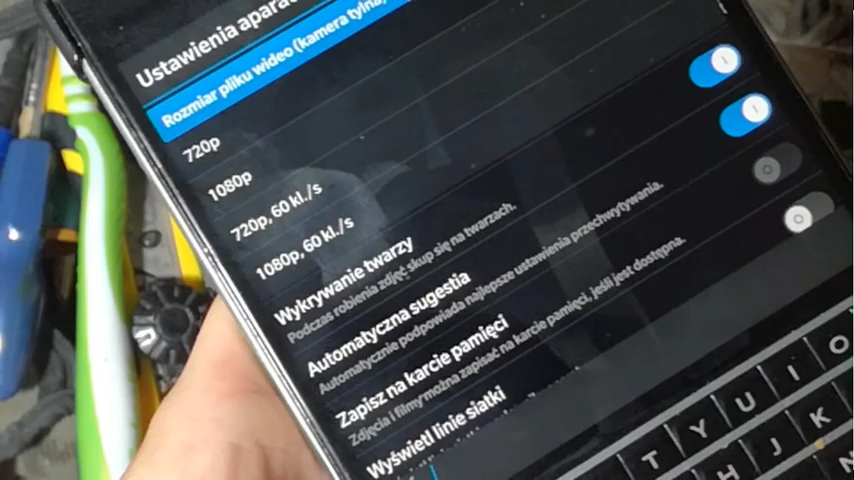 Ustawienia
Rozmiar pliku wideo (kamera tylna)
720p
1080p
720p, 60 kl./s
1080p, 60 kl./s
Wykrywanie twarzy
Podczas robienia zdjęć skup się na twarzach.
Automatyczna sugestia
Automatycznie podpowiada najlepsze ustawienia przechwytywania.
Zapisz na karcie pamięci
Zdjęcia i filmy można zapisać na karcie pamięci, jeśli jest dostępna.
Wyświetl linie siatki
T Y U I O
H J K
N